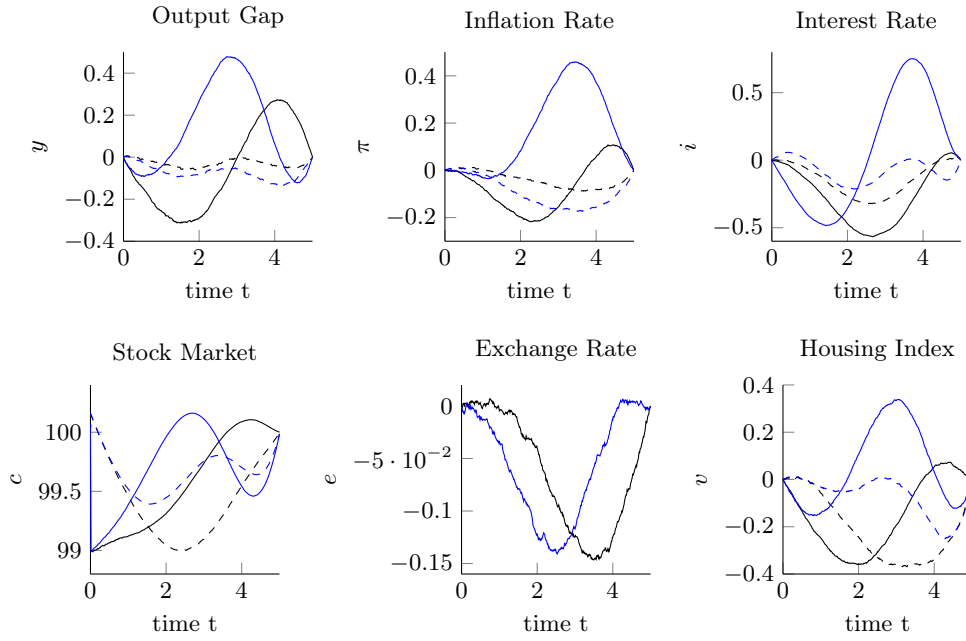 Output Gap
0.4
0.2
0
−0.2
−0.4
y
0 2 4
time t
Inflation Rate
0.4
0.2
0
−0.2
π
0 2 4
time t
Interest Rate
0.5
0
−0.5
i
0 2 4
time t
Stock Market
100
99.5
99
c
0 2 4
time t
Exchange Rate
0
−5 · 10⁻²
−0.1
−0.15
e
0 2 4
time t
Housing Index
0.4
0.2
0
−0.2
−0.4
v
0 2 4
time t